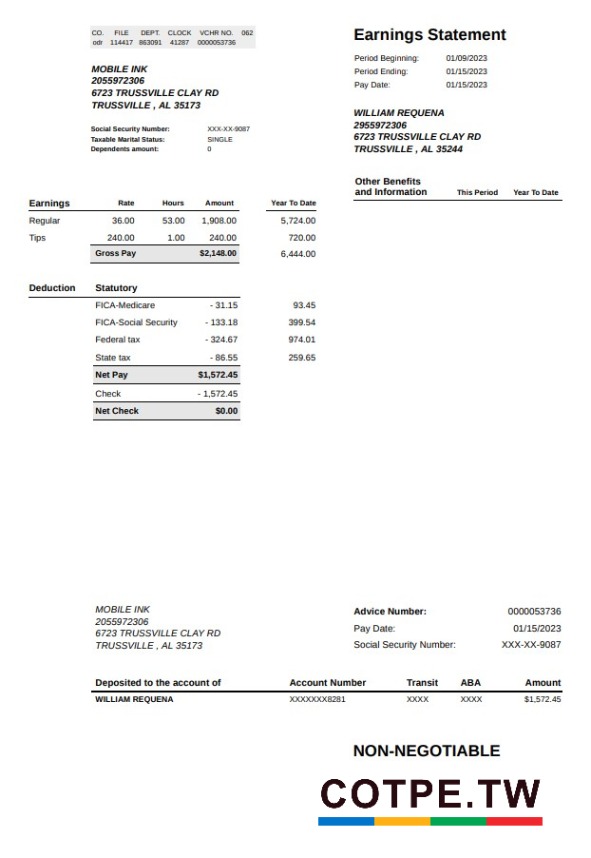 CO. FILE DEPT. CLOCK VCHR NO. 062
odr 114417 863091 41287 0000053736
Earnings Statement
Period Beginning: 01/09/2023
Period Ending: 01/15/2023
Pay Date: 01/15/2023
MOBILE INK
2055972306
6723 TRUSSVILLE CLAY RD
TRUSSVILLE , AL 35173
WILLIAM REQUENA
2955972306
6723 TRUSSVILLE CLAY RD
TRUSSVILLE , AL 35244
Social Security Number: XXX-XX-9087
Taxable Marital Status: SINGLE
Dependents amount: 0
Other Benefits
and Information This Period Year To Date
Earnings Rate Hours Amount Year To Date
Regular 36.00 53.00 1,908.00 5,724.00
Tips 240.00 1.00 240.00 720.00
Gross Pay $2,148.00 6,444.00
Deduction Statutory
FICA-Medicare - 31.15 93.45
FICA-Social Security - 133.18 399.54
Federal tax - 324.67 974.01
State tax - 86.55 259.65
Net Pay $1,572.45
Check - 1,572.45
Net Check $0.00
MOBILE INK
2055972306
6723 TRUSSVILLE CLAY RD
TRUSSVILLE , AL 35173
Advice Number: 0000053736
Pay Date: 01/15/2023
Social Security Number: XXX-XX-9087
Deposited to the account of Account Number Transit ABA Amount
WILLIAM REQUENA XXXXXXX8281 XXXX XXXX $1,572.45
NON-NEGOTIABLE
COTPE.TW